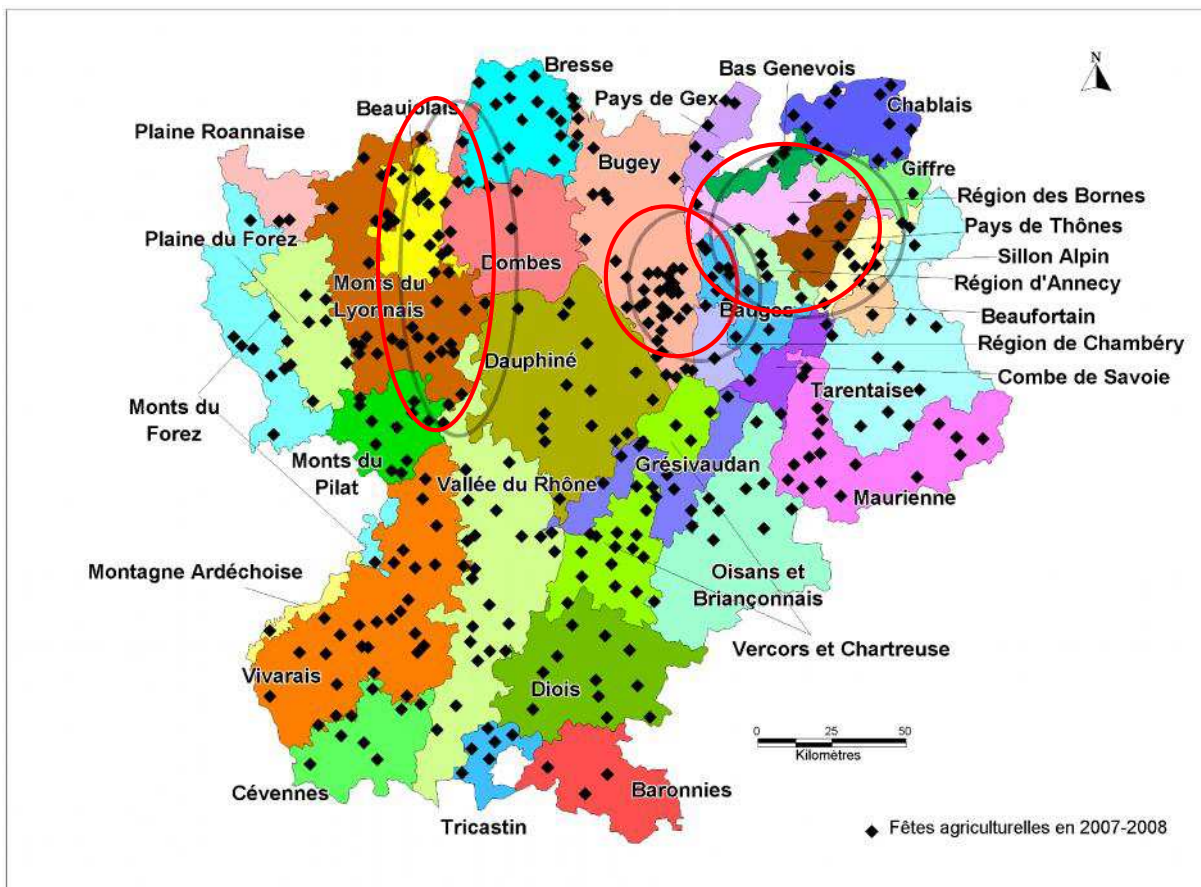 N
Bresse
Bas Genevois
Pays de Gex
Beaujolais
Chablais
Plaine Roannaise
Bugey
Giffre
Région des Bornes
Pays de Thônes
Plaine du Forez
Sillon Alpin
Dombes
Région d'Annecy
Monts du
Lyonnais
Bauges
Beaufortain
Région de Chambéry
Dauphiné
Combe de Savoie
Tarentaise
Monts du
Forez
Monts du
Pilat
Grésivaudan
Vallée du Rhône
Maurienne
Montagne Ardéchoise
Oisans et
Briançonnais
Vercors et Chartreuse
Vivarais
Diois
0 25 50
Kilomètres
Cévennes
Baronnies
Tricastin
Fêtes agriculturelles en 2007-2008